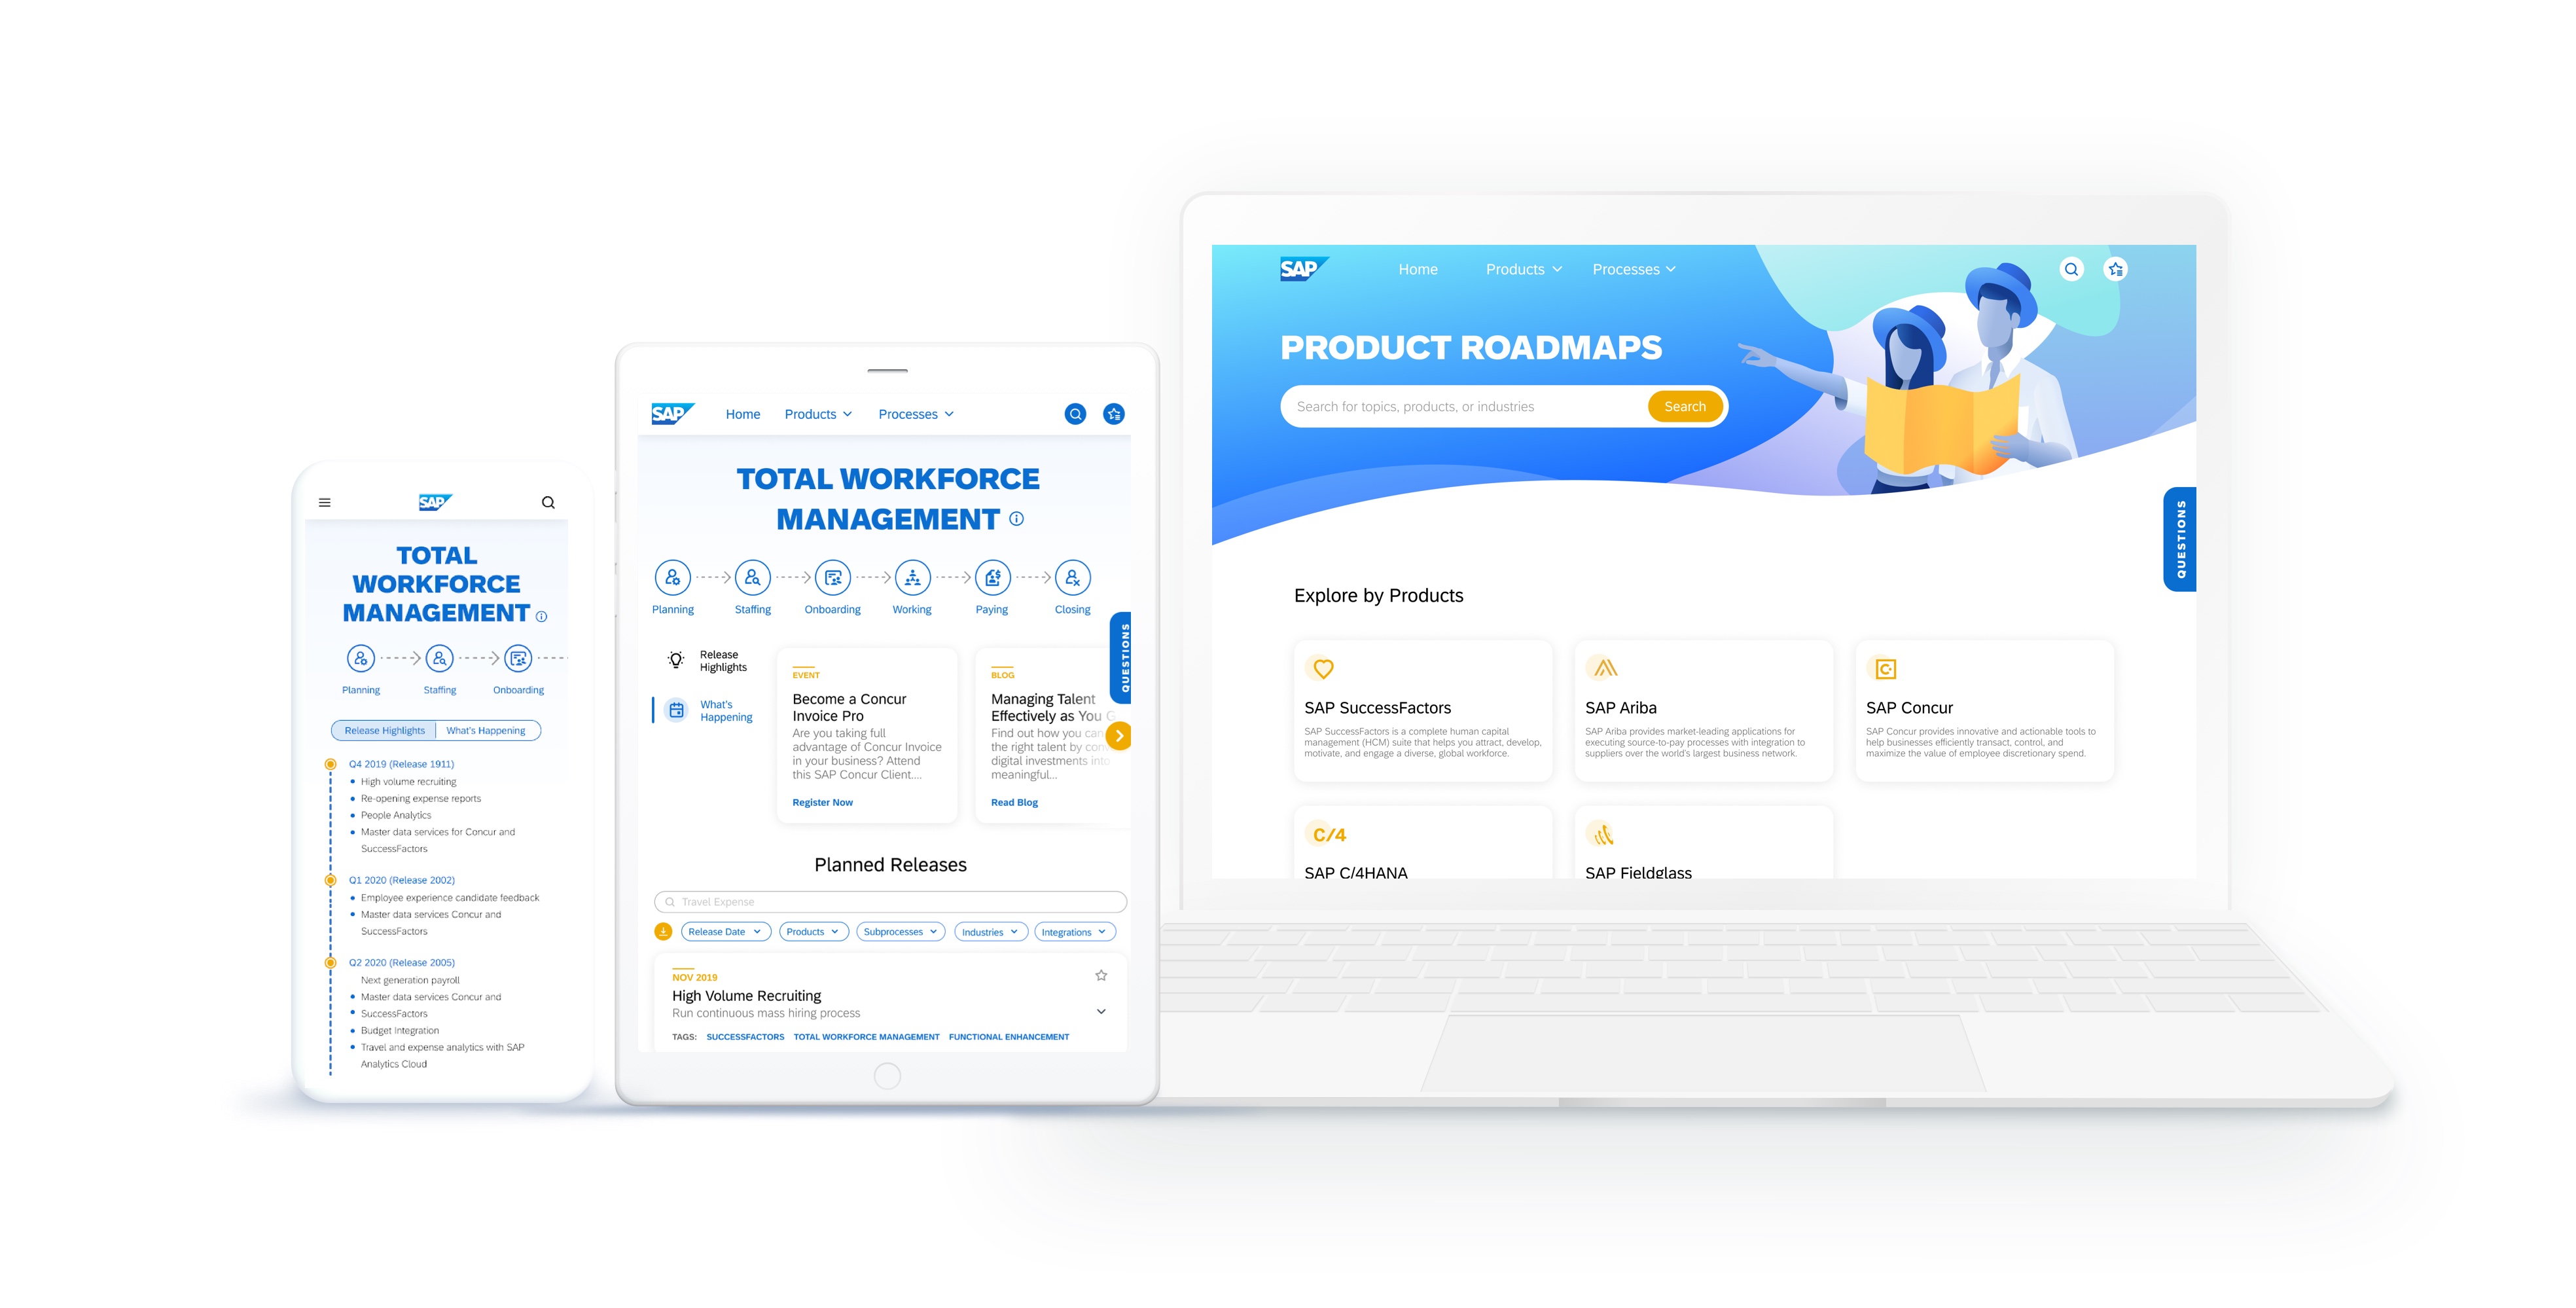 SAP
TOTAL
WORKFORCE
MANAGEMENT
Planning
Staffing
Onboarding
Release Highlights
What's Happening
Q4 2019 (Release 1911)
High volume recruiting
Re-opening expense reports
People Analytics
Master data services for Concur and
SuccessFactors
Q1 2020 (Release 2002)
Employee experience candidate feedback
Master data services Concur and
SuccessFactors
Q2 2020 (Release 2005)
Next generation payroll
Master data services Concur and
SuccessFactors
Budget Integration
Travel and expense analytics with SAP
Analytics Cloud
SAP
Home
Products
Processes
TOTAL WORKFORCE
MANAGEMENT
Planning
Staffing
Onboarding
Working
Paying
Closing
Release
Highlights
What's
Happening
EVENT
Become a Concur
Invoice Pro
Are you taking full
advantage of Concur Invoice
in your business? Attend
this SAP Concur Client....
Register Now
BLOG
Managing Talent
Effectively as You G
Find out how you can
the right talent by com
digital investments into
meaningful...
Read Blog
QUESTIONS
Planned Releases
Travel Expense
Release Date
Products
Subprocesses
Industries
Integrations
NOV 2019
High Volume Recruiting
Run continuous mass hiring process
TAGS: SUCCESSFACTORS TOTAL WORKFORCE MANAGEMENT FUNCTIONAL ENHANCEMENT
SAP
Home
Products
Processes
PRODUCT ROADMAPS
Search for topics, products, or industries
Search
QUESTIONS
Explore by Products
SAP SuccessFactors
SAP SuccessFactors is a complete human capital
management (HCM) suite that helps you attract, develop,
motivate, and engage a diverse, global workforce.
SAP Ariba
SAP Ariba provides market-leading applications for
executing source-to-pay processes with integration to
suppliers over the world's largest business network.
SAP Concur
SAP Concur provides innovative and actionable tools to
help businesses efficiently transact, control, and
maximize the value of employee discretionary spend.
C/4
SAP C/4HANA
SAP Fieldglass